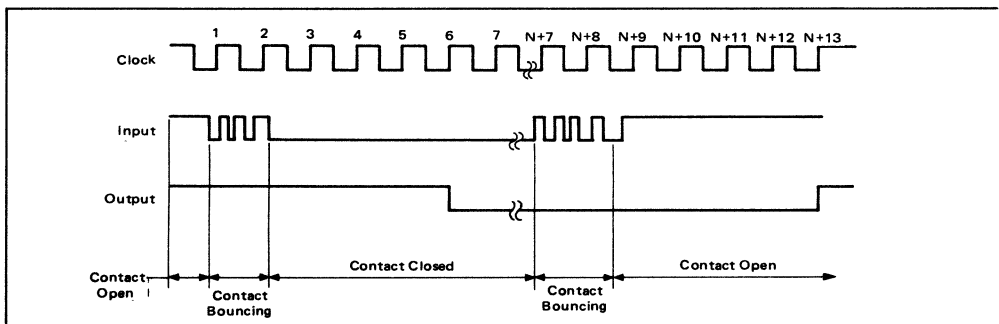 1 2 3 4 5 6 7 N+7 N+8 N+9 N+10 N+11 N+12 N+13
Clock
Input
Output
Contact Open
Contact Bouncing
Contact Closed
Contact Bouncing
Contact Open